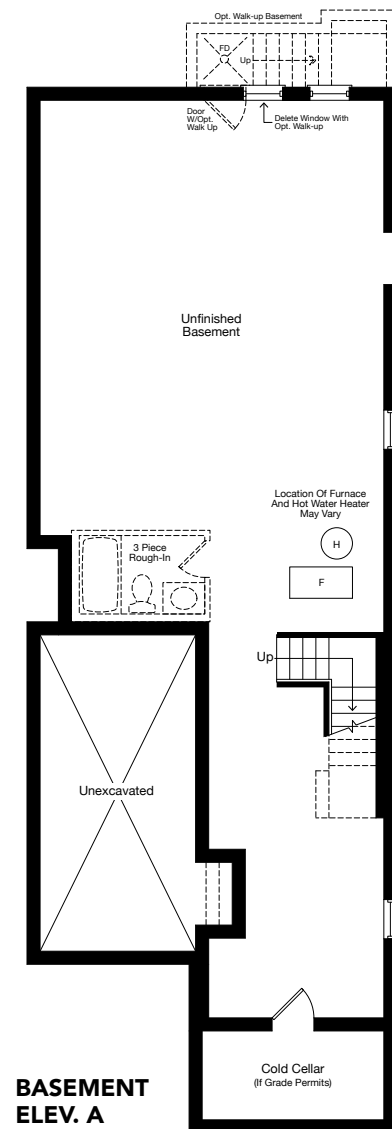 Opt. Walk-up Basement
FD
Up
Door
W/Opt.
Walk Up
Delete Window With
Opt. Walk-up
Unfinished
Basement
Location Of Furnace
And Hot Water Heater
May Vary
H
F
3 Piece
Rough-In
Up
Unexcavated
Cold Cellar
(If Grade Permits)
BASEMENT
ELEV. A